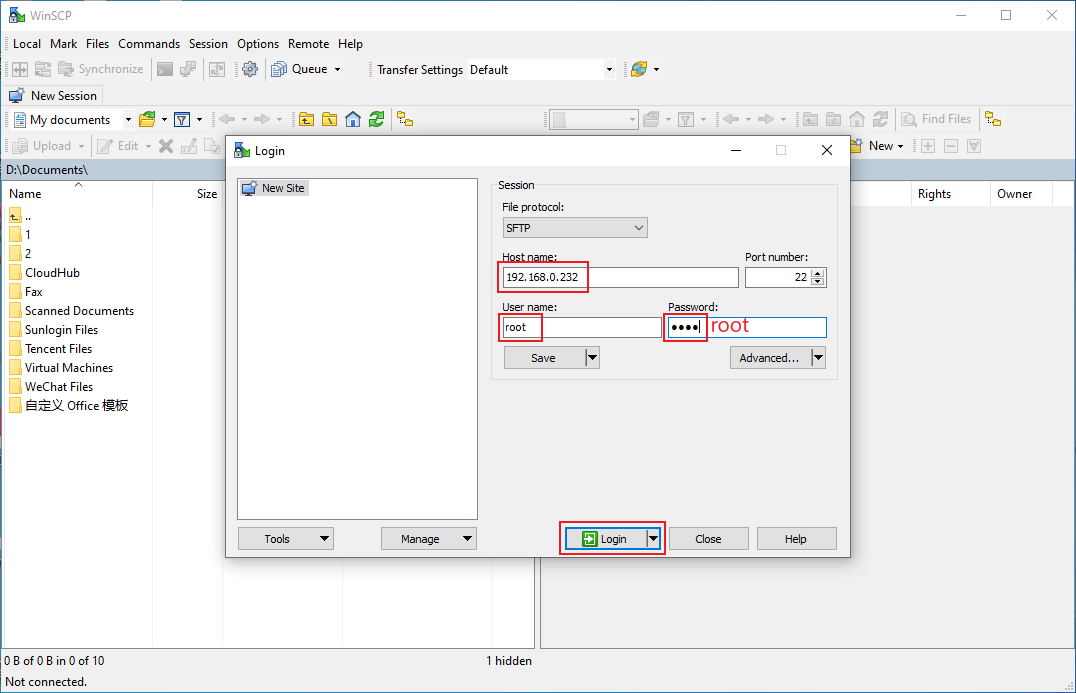 WinSCP
Local Mark Files Commands Session Options Remote Help
Synchronize Queue Transfer Settings Default
New Session
My documents Find Files
Upload Edit New
D:\Documents\
Name Size Rights Owner
..
1
2
CloudHub
Fax
Scanned Documents
Sunlogin Files
Tencent Files
Virtual Machines
WeChat Files
自定义 Office 模板
Login
New Site
Session
File protocol:
SFTP
Host name: Port number:
192.168.0.232 22
User name: Password:
root •••• root
Save Advanced...
Tools Manage Login Close Help
0 B of 0 B in 0 of 10 1 hidden
Not connected.